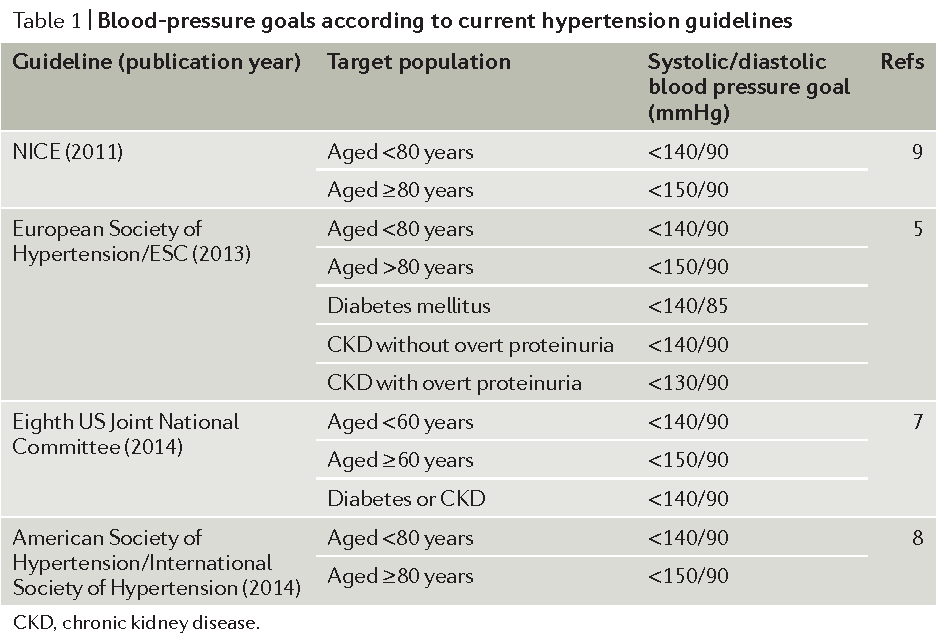 Table 1 | Blood-pressure goals according to current hypertension guidelines
Guideline (publication year) Target population Systolic/diastolic Refs
blood pressure goal
(mmHg)
NICE (2011) Aged <80 years <140/90 9
Aged ≥80 years <150/90
European Society of Aged <80 years <140/90 5
Hypertension/ESC (2013)
Aged >80 years <150/90
Diabetes mellitus <140/85
CKD without overt proteinuria <140/90
CKD with overt proteinuria <130/90
Eighth US Joint National Aged <60 years <140/90 7
Committee (2014)
Aged ≥60 years <150/90
Diabetes or CKD <140/90
American Society of Aged <80 years <140/90 8
Hypertension/International
Aged ≥80 years <150/90
Society of Hypertension (2014)
CKD, chronic kidney disease.